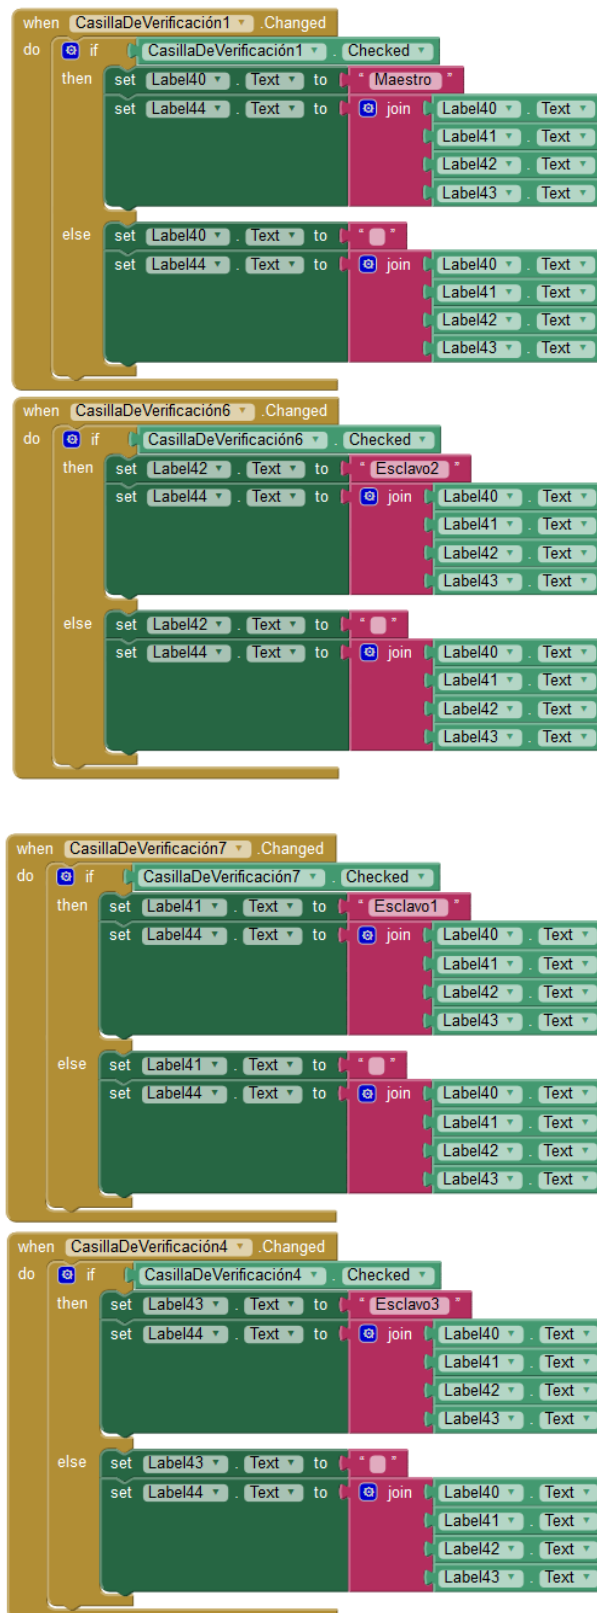 when CasillaDeVerificación1 .Changed
do if CasillaDeVerificación1 . Checked
then set Label40 . Text to " Maestro "
set Label44 . Text to join Label40 . Text
Label41 . Text
Label42 . Text
Label43 . Text
else set Label40 . Text to " "
set Label44 . Text to join Label40 . Text
Label41 . Text
Label42 . Text
Label43 . Text
when CasillaDeVerificación6 .Changed
do if CasillaDeVerificación6 . Checked
then set Label42 . Text to " Esclavo2 "
set Label44 . Text to join Label40 . Text
Label41 . Text
Label42 . Text
Label43 . Text
else set Label42 . Text to " "
set Label44 . Text to join Label40 . Text
Label41 . Text
Label42 . Text
Label43 . Text
when CasillaDeVerificación7 .Changed
do if CasillaDeVerificación7 . Checked
then set Label41 . Text to " Esclavo1 "
set Label44 . Text to join Label40 . Text
Label41 . Text
Label42 . Text
Label43 . Text
else set Label41 . Text to " "
set Label44 . Text to join Label40 . Text
Label41 . Text
Label42 . Text
Label43 . Text
when CasillaDeVerificación4 .Changed
do if CasillaDeVerificación4 . Checked
then set Label43 . Text to " Esclavo3 "
set Label44 . Text to join Label40 . Text
Label41 . Text
Label42 . Text
Label43 . Text
else set Label43 . Text to " "
set Label44 . Text to join Label40 . Text
Label41 . Text
Label42 . Text
Label43 . Text